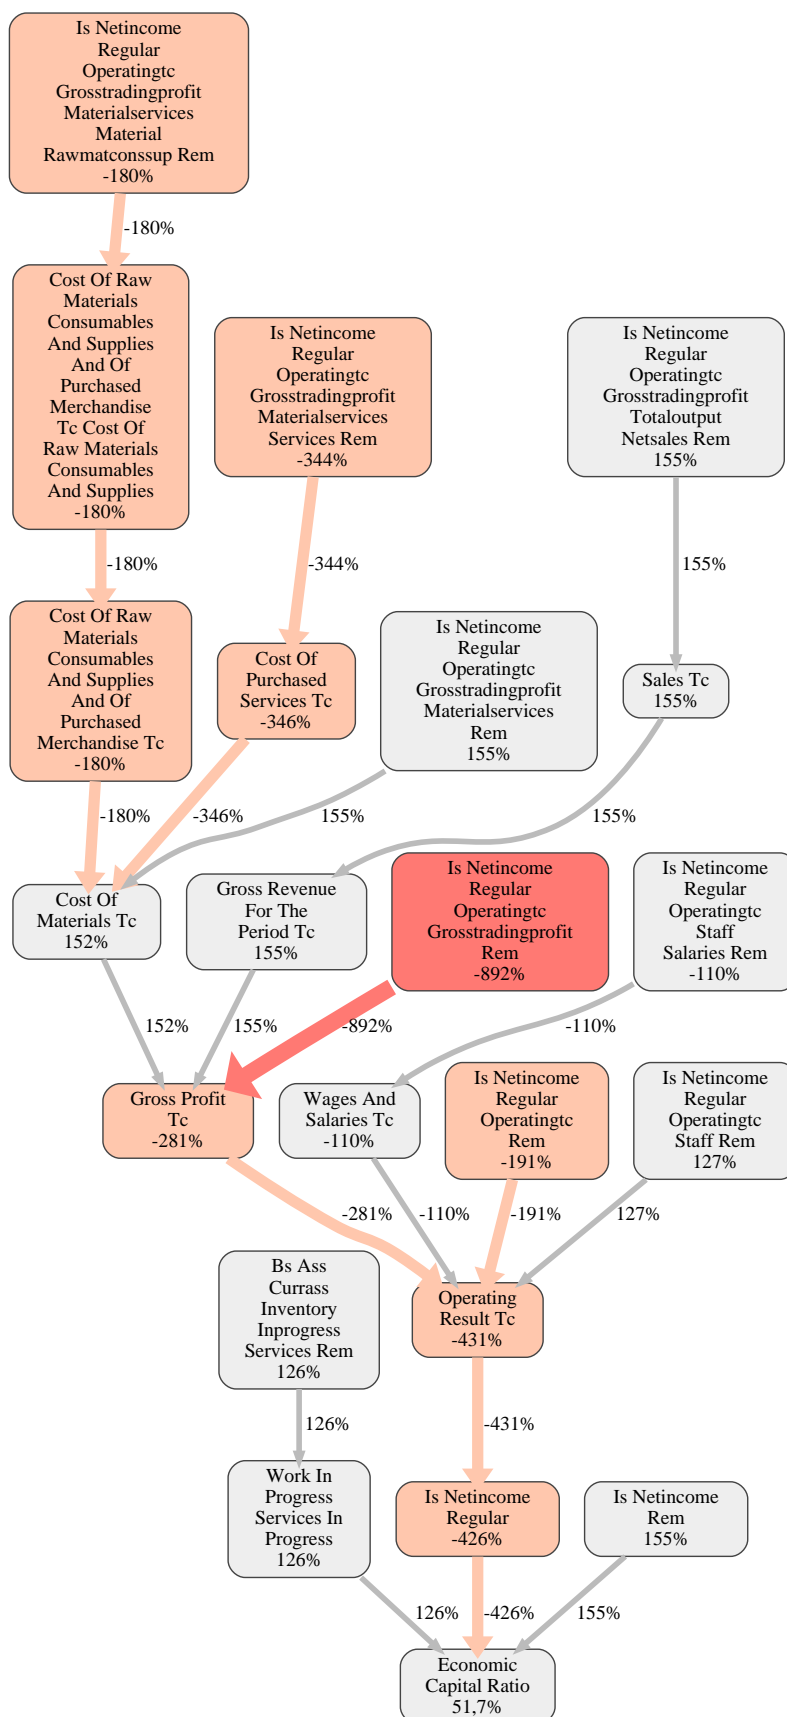 Is Netincome
Regular
Operatingtc
Grosstradingprofit
Materialservices
Material
Rawmatconssup Rem
-180%
-180%
Cost Of Raw
Materials
Consumables
And Supplies
And Of
Purchased
Merchandise
Tc Cost Of
Raw Materials
Consumables
And Supplies
-180%
Is Netincome
Regular
Operatingtc
Grosstradingprofit
Materialservices
Services Rem
-344%
Is Netincome
Regular
Operatingtc
Grosstradingprofit
Totaloutput
Netsales Rem
155%
-180%
-344%
155%
Cost Of Raw
Materials
Consumables
And Supplies
And Of
Purchased
Merchandise Tc
-180%
Cost Of
Purchased
Services Tc
-346%
Is Netincome
Regular
Operatingtc
Grosstradingprofit
Materialservices
Rem
155%
Sales Tc
155%
-180%
-346%
155%
155%
Cost Of
Materials Tc
152%
Gross Revenue
For The
Period Tc
155%
Is Netincome
Regular
Operatingtc
Grosstradingprofit
Rem
-892%
Is Netincome
Regular
Operatingtc
Staff
Salaries Rem
-110%
152%
155%
-892%
-110%
Gross Profit
Tc
-281%
Wages And
Salaries Tc
-110%
Is Netincome
Regular
Operatingtc
Rem
-191%
Is Netincome
Regular
Operatingtc
Staff Rem
127%
-281%
-110%
-191%
127%
Bs Ass
Currass
Inventory
Inprogress
Services Rem
126%
Operating
Result Tc
-431%
126%
-431%
Work In
Progress
Services In
Progress
126%
Is Netincome
Regular
-426%
Is Netincome
Rem
155%
126%
-426%
155%
Economic
Capital Ratio
51,7%